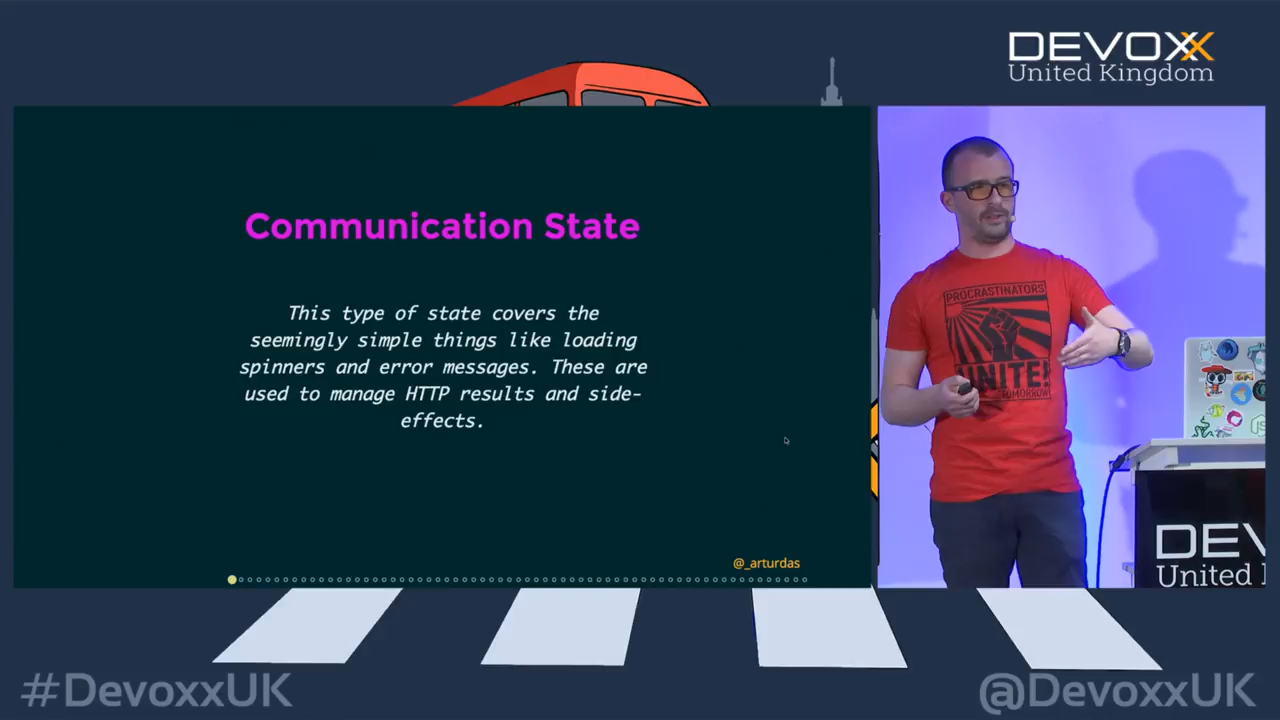 DEVOXX
United Kingdom
Communication State
This type of state covers the
seemingly simple things like loading
spinners and error messages. These are
used to manage HTTP results and side-
effects.
@_arturdas
PROCRASTINATORS
UNITE!
TOMORROW
DEV
United
#DevoxxUK
@DevoxxUK